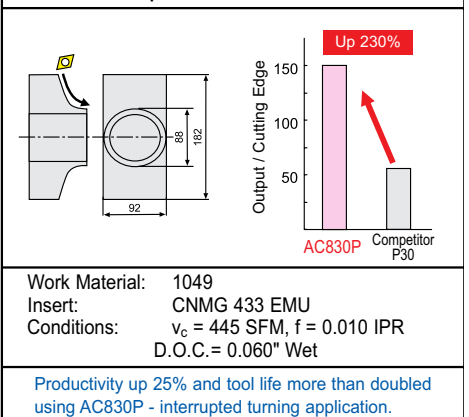 Up 230%
Output / Cutting Edge
150
100
50
AC830P
Competitor
P30
88
182
92
Work Material: 1049
Insert: CNMG 433 EMU
Conditions: vc = 445 SFM, f = 0.010 IPR
D.O.C.= 0.060" Wet
Productivity up 25% and tool life more than doubled
using AC830P - interrupted turning application.